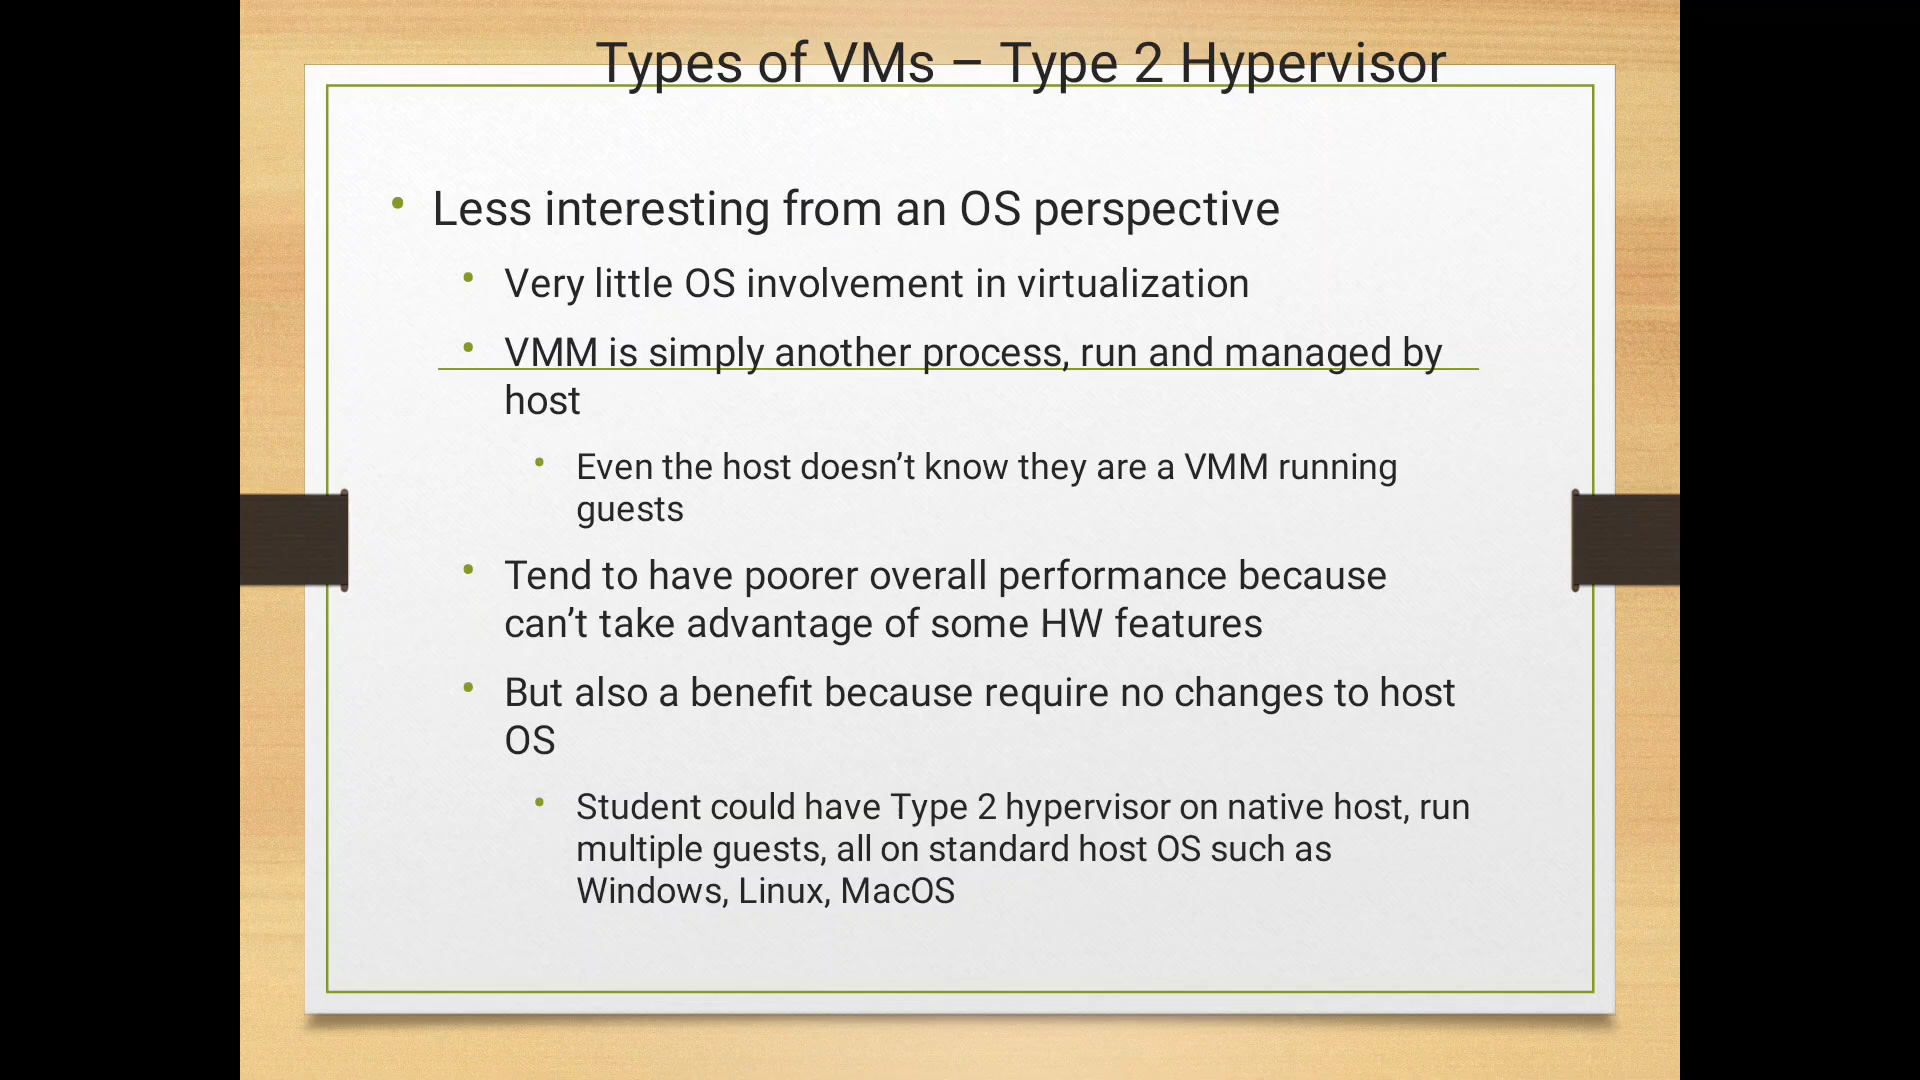 Types of VMs – Type 2 Hypervisor
• Less interesting from an OS perspective
• Very little OS involvement in virtualization
• VMM is simply another process, run and managed by
host
• Even the host doesn’t know they are a VMM running
guests
• Tend to have poorer overall performance because
can’t take advantage of some HW features
• But also a benefit because require no changes to host
OS
• Student could have Type 2 hypervisor on native host, run
multiple guests, all on standard host OS such as
Windows, Linux, MacOS